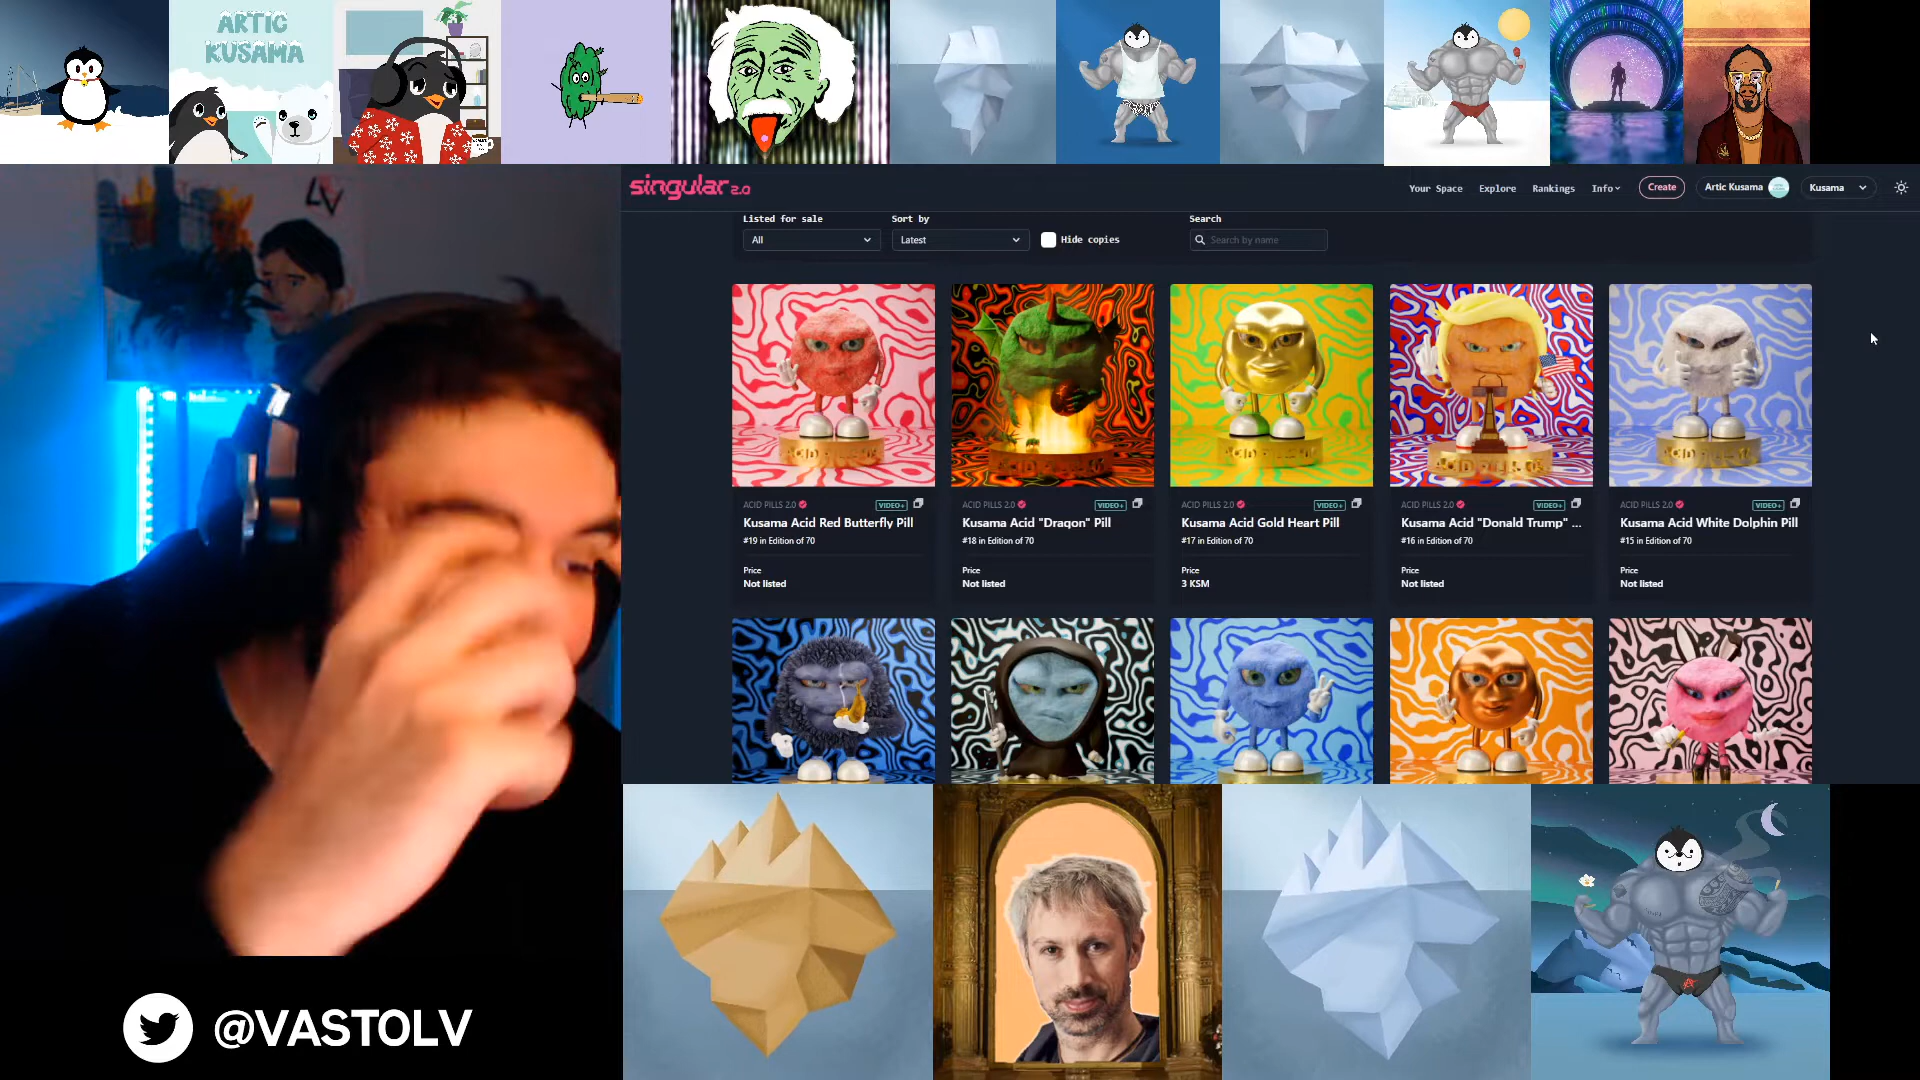 ARTIC
KUSAMA
singular 2.0
Your Space
Explore
Rankings
Info
Create
Artic Kusama
Kusama
Listed for sale
Sort by
Search
All
Latest
Hide copies
Search by name
ACID PILLS 2.0
VIDEO+
Kusama Acid Red Butterfly Pill
#19 in Edition of 70
Price
Not listed
ACID PILLS 2.0
VIDEO+
Kusama Acid "Draqon" Pill
#18 in Edition of 70
Price
Not listed
ACID PILLS 2.0
VIDEO+
Kusama Acid Gold Heart Pill
#17 in Edition of 70
Price
3 KSM
ACID PILLS 2.0
VIDEO+
Kusama Acid "Donald Trump" ...
#16 in Edition of 70
Price
Not listed
ACID PILLS 2.0
VIDEO+
Kusama Acid White Dolphin Pill
#15 in Edition of 70
Price
Not listed
@VASTOLV